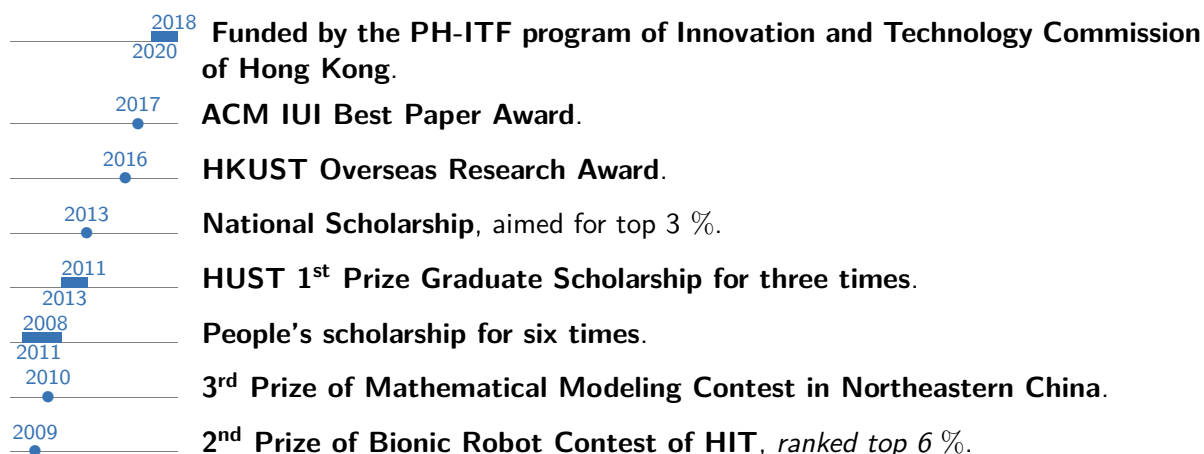 2018
2020
Funded by the PH-ITF program of Innovation and Technology Commission
of Hong Kong.
2017
ACM IUI Best Paper Award.
2016
HKUST Overseas Research Award.
2013
National Scholarship, aimed for top 3 %.
2011
2013
HUST 1st Prize Graduate Scholarship for three times.
2008
2011
People's scholarship for six times.
2010
3rd Prize of Mathematical Modeling Contest in Northeastern China.
2009
2nd Prize of Bionic Robot Contest of HIT, ranked top 6 %.